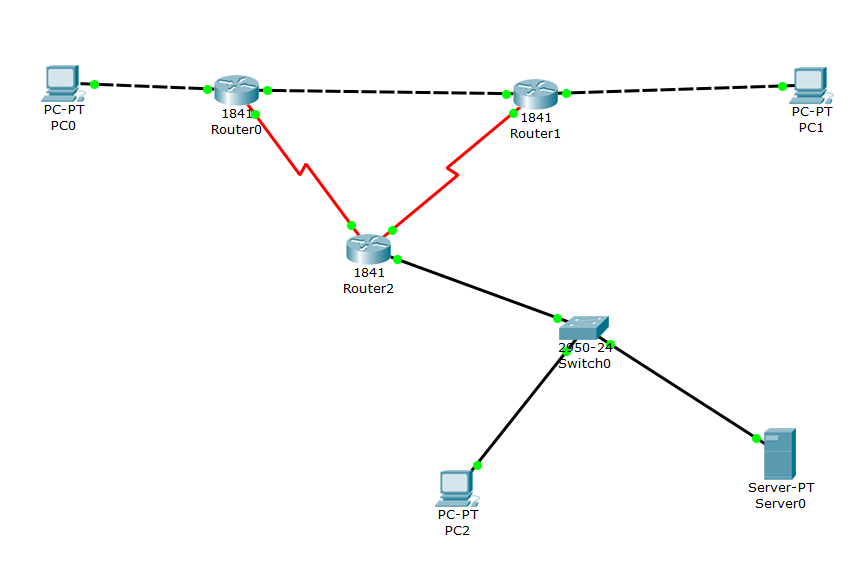 PC-PT
PC0
1841
Router0
1841
Router1
PC-PT
PC1
1841
Router2
2950-24
Switch0
PC-PT
PC2
Server-PT
Server0